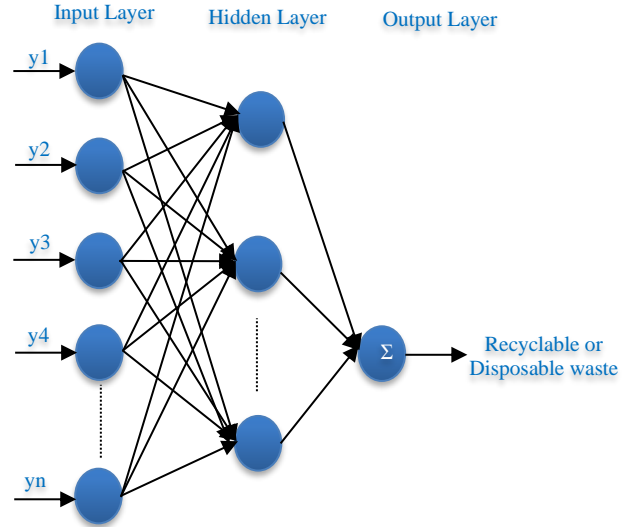 Input Layer
Hidden Layer
Output Layer
y1
y2
y3
y4
yn
Σ
Recyclable or
Disposable waste